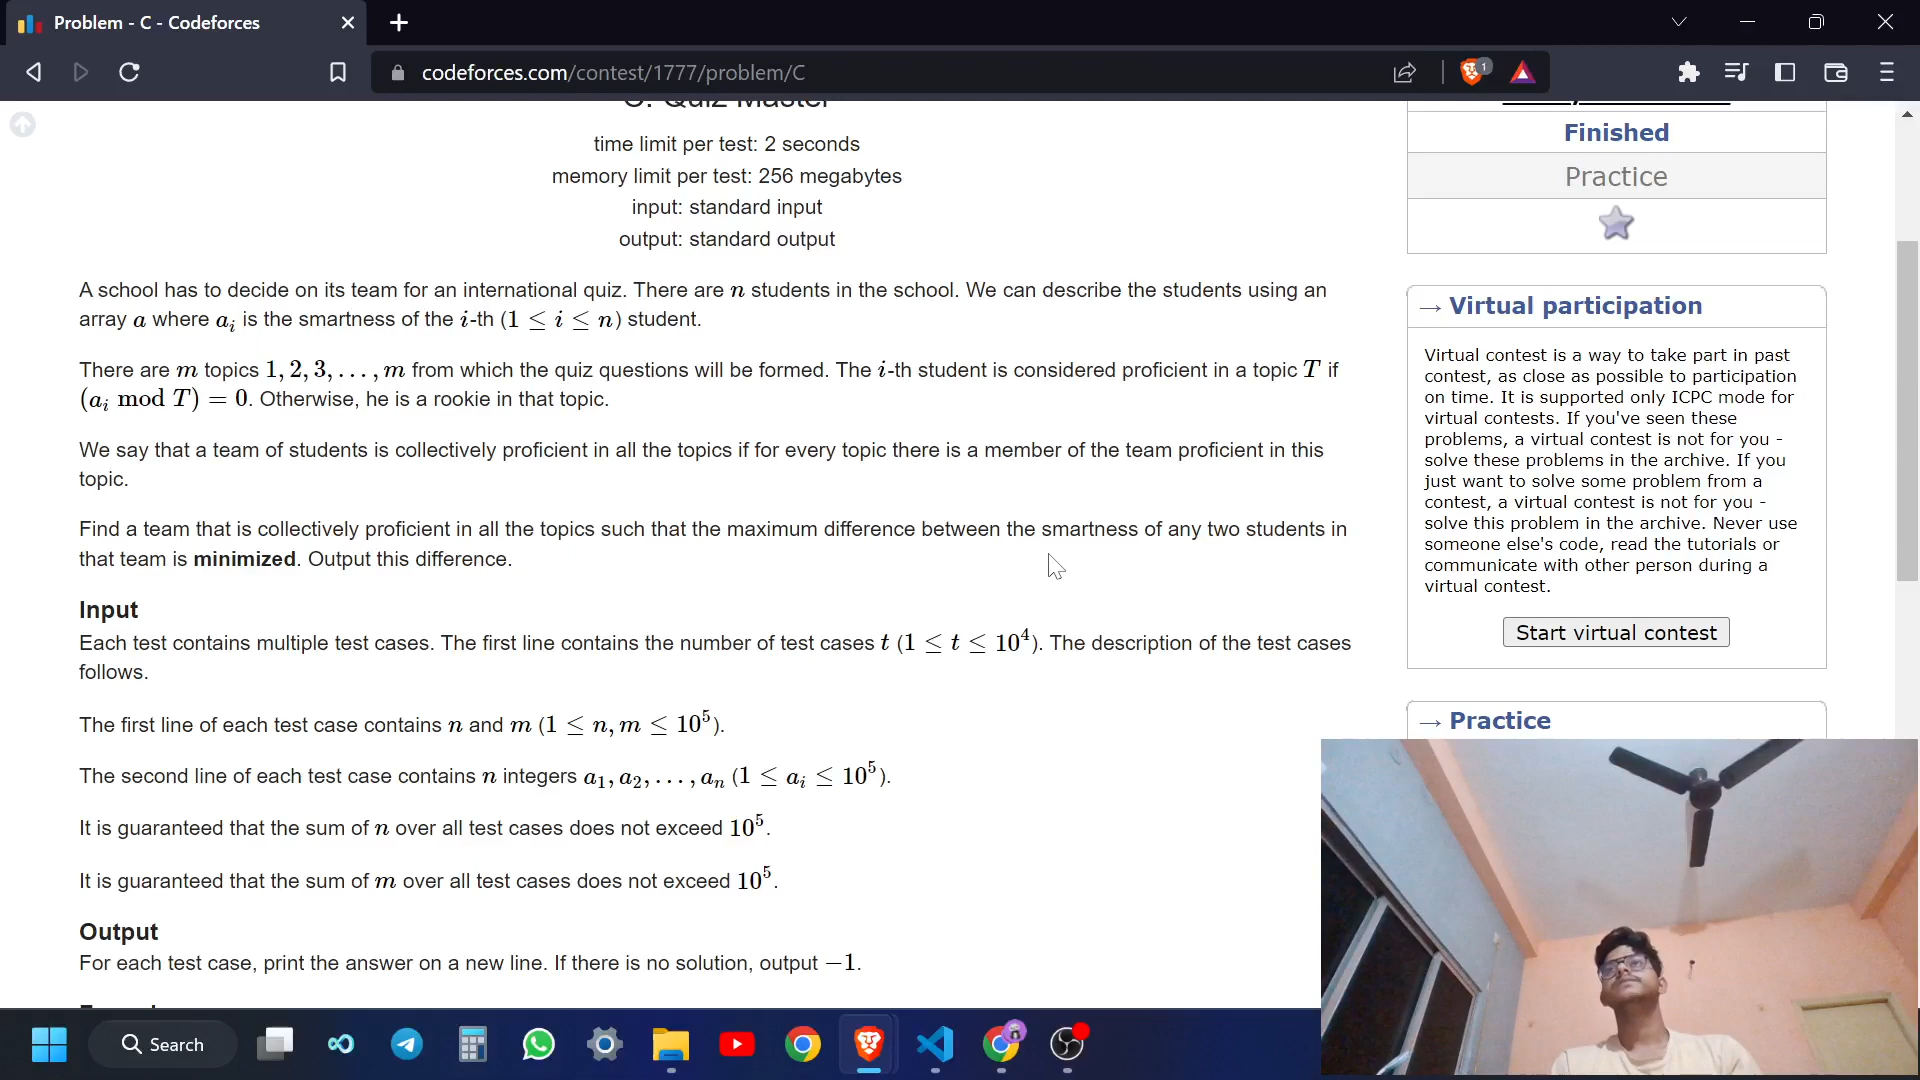 Problem - C - Codeforces
codeforces.com/contest/1777/problem/C
1
C. Quiz Master
time limit per test: 2 seconds
memory limit per test: 256 megabytes
input: standard input
output: standard output
A school has to decide on its team for an international quiz. There are n students in the school. We can describe the students using an
array a where aᵢ is the smartness of the i-th (1 ≤ i ≤ n) student.
There are m topics 1, 2, 3, . . . , m from which the quiz questions will be formed. The i-th student is considered proficient in a topic T if
(aᵢ mod T) = 0. Otherwise, he is a rookie in that topic.
We say that a team of students is collectively proficient in all the topics if for every topic there is a member of the team proficient in this
topic.
Find a team that is collectively proficient in all the topics such that the maximum difference between the smartness of any two students in
that team is minimized. Output this difference.
Input
Each test contains multiple test cases. The first line contains the number of test cases t (1 ≤ t ≤ 10⁴). The description of the test cases
follows.
The first line of each test case contains n and m (1 ≤ n, m ≤ 10⁵).
The second line of each test case contains n integers a₁, a₂, . . . , aₙ (1 ≤ aᵢ ≤ 10⁵).
It is guaranteed that the sum of n over all test cases does not exceed 10⁵.
It is guaranteed that the sum of m over all test cases does not exceed 10⁵.
Output
For each test case, print the answer on a new line. If there is no solution, output −1.
Finished
Practice
→ Virtual participation
Virtual contest is a way to take part in past
contest, as close as possible to participation
on time. It is supported only ICPC mode for
virtual contests. If you've seen these
problems, a virtual contest is not for you -
solve these problems in the archive. If you
just want to solve some problem from a
contest, a virtual contest is not for you -
solve this problem in the archive. Never use
someone else's code, read the tutorials or
communicate with other person during a
virtual contest.
Start virtual contest
→ Practice
Search